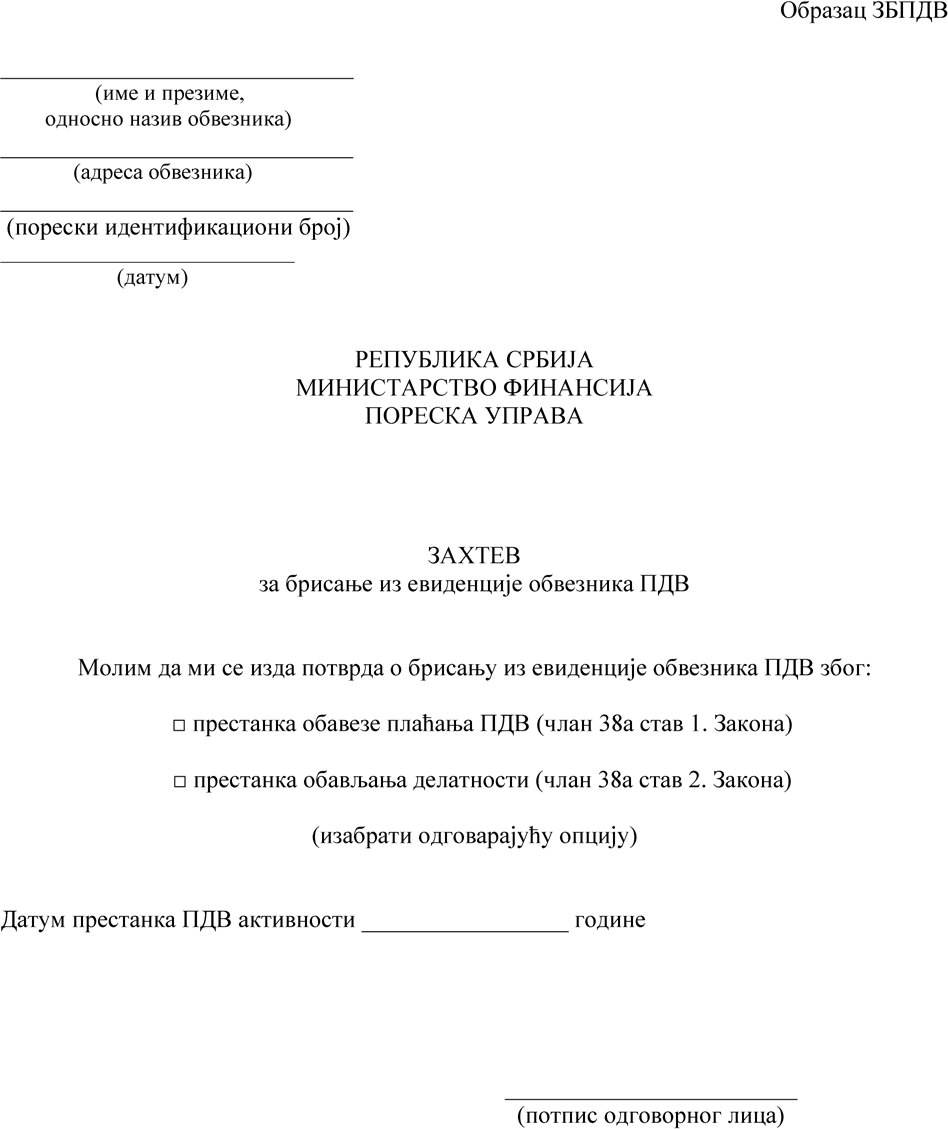 Образац ЗБПДВ
(име и презиме,
односно назив обвезника)
(адреса обвезника)
(порески идентификациони број)
(датум)
РЕПУБЛИКА СРБИЈА
МИНИСТАРСТВО ФИНАНСИЈА
ПОРЕСКА УПРАВА
ЗАХТЕВ
за брисање из евиденције обвезника ПДВ
Молим да ми се изда потврда о брисању из евиденције обвезника ПДВ због:
□ престанка обавезе плаћања ПДВ (члан 38а став 1. Закона)
□ престанка обављања делатности (члан 38а став 2. Закона)
(изабрати одговарајућу опцију)
Датум престанка ПДВ активности _________________ године
(потпис одговорног лица)